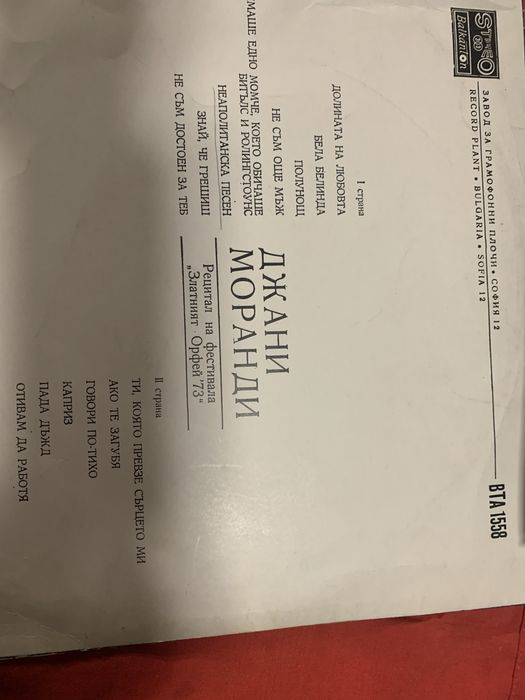 STEREO
Balkanton
ЗАВОД ЗА ГРАМОФОННИ ПЛОЧИ • СОФИЯ 12
RECORD PLANT • BULGARIA • SOFIA 12
BTA 1558
I страна
ДОЛИНАТА НА ЛЮБОВТА
БЕЛА БЕЛИНДА
ПОЛУНОЩ
НЕ СЪМ ОЩЕ МЪЖ
МАШЕ ЕДНО МОМЧЕ, КОЕТО ОБИЧАШЕ
БИТЪЛС И РОЛИНГСТОУНС
НЕАПОЛИТАНСКА ПЕСЕН
ЗНАЙ, ЧЕ ГРЕШИШ
НЕ СЪМ ДОСТОЕН ЗА ТЕБ
ДЖАНИ
МОРАНДИ
Рецитал на фестивала
„Златният Орфей '73“
II страна
ТИ, КОЯТО ПРЕВЗЕ СЪРЦЕТО МИ
АКО ТЕ ЗАГУБЯ
ГОВОРИ ПО-ТИХО
КАПРИЗ
ПАДА ДЪЖД
ОТИВАМ ДА РАБОТЯ